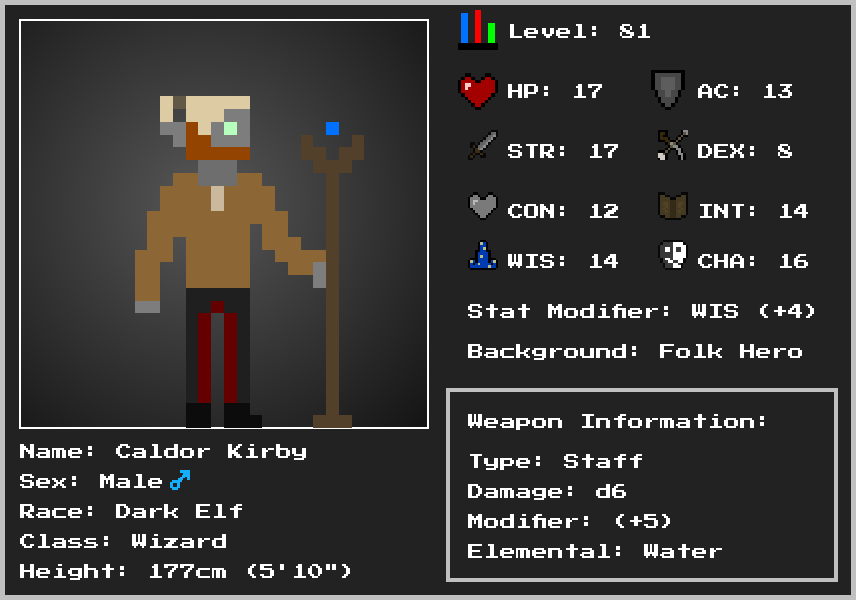 Level: 81
HP: 17 AC: 13
STR: 17 DEX: 8
CON: 12 INT: 14
WIS: 14 CHA: 16
Stat Modifier: WIS (+4)
Background: Folk Hero
Weapon Information:
Type: Staff
Damage: d6
Modifier: (+5)
Elemental: Water
Name: Caldor Kirby
Sex: Male ♂
Race: Dark Elf
Class: Wizard
Height: 177cm (5'10")